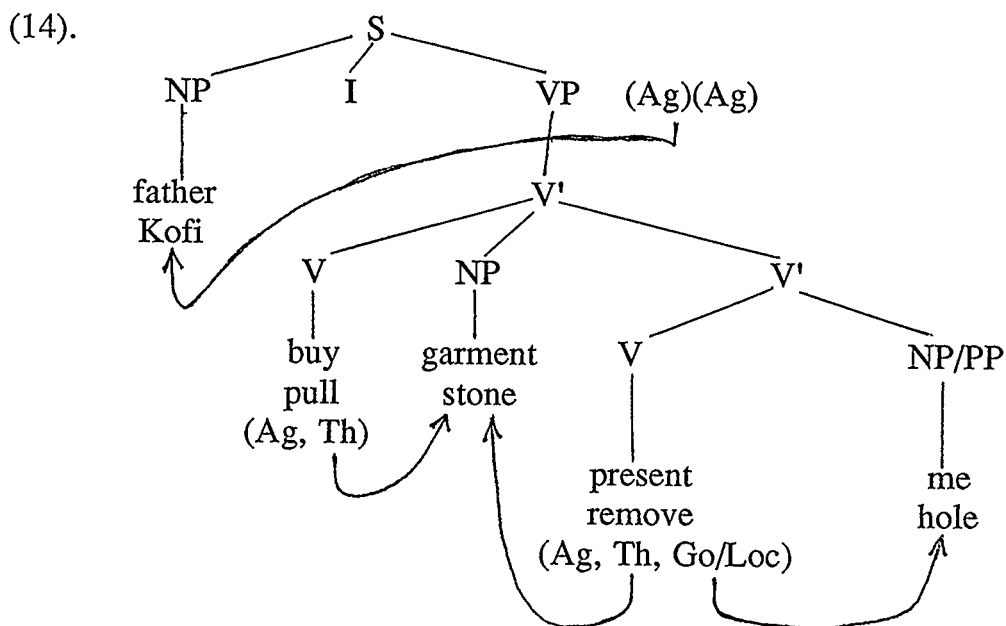 (14).
S
NP I VP (Ag)(Ag)
father
Kofi
V'
V NP V'
buy garment V NP/PP
pull stone
(Ag, Th)
present me
remove hole
(Ag, Th, Go/Loc)